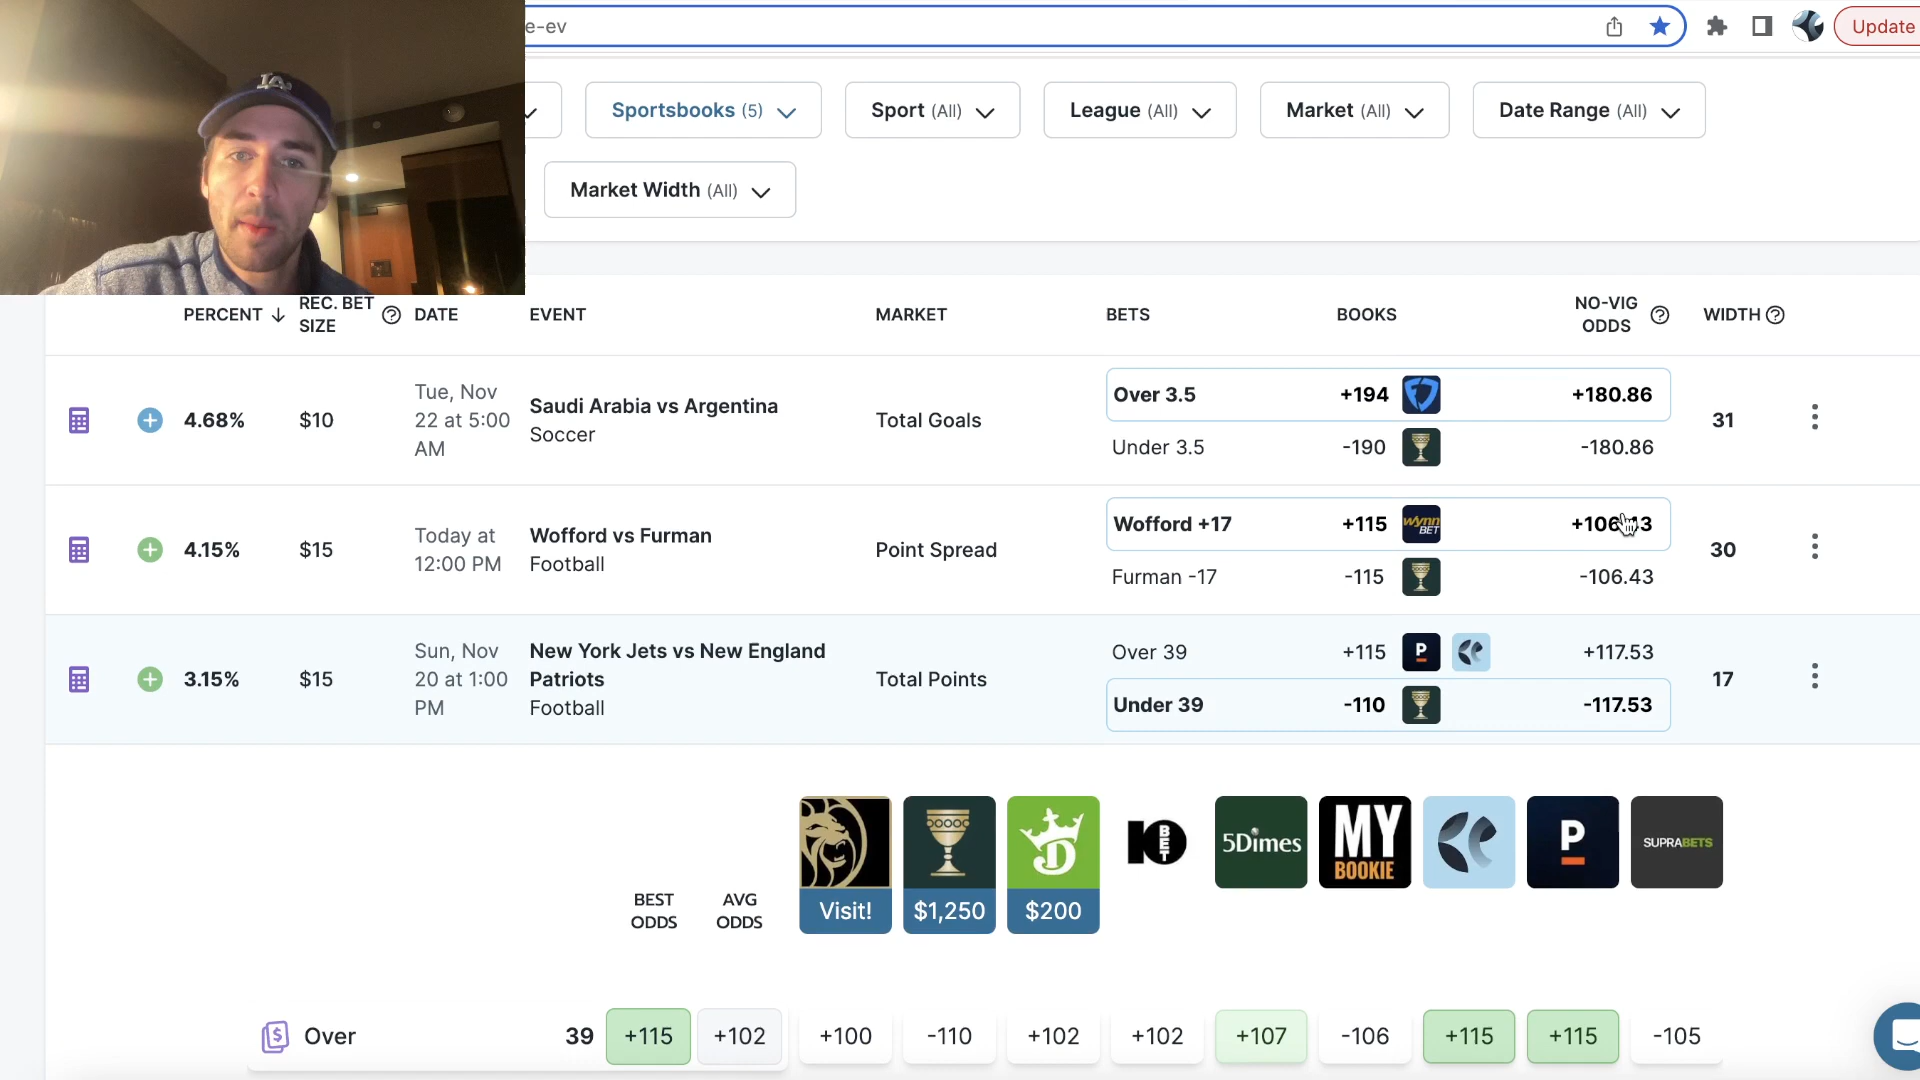 e-ev
Update
Sportsbooks (5)
Sport (All)
League (All)
Market (All)
Date Range (All)
Market Width (All)
LA
PERCENT
REC. BET
SIZE
DATE
EVENT
MARKET
BETS
BOOKS
NO-VIG
ODDS
WIDTH
4.68%
$10
Tue, Nov
22 at 5:00
AM
Saudi Arabia vs Argentina
Soccer
Total Goals
Over 3.5
+194
+180.86
Under 3.5
-190
-180.86
31
4.15%
$15
Today at
12:00 PM
Wofford vs Furman
Football
Point Spread
Wofford +17
+115
WYNN
BET
+106.43
Furman -17
-115
-106.43
30
3.15%
$15
Sun, Nov
20 at 1:00
PM
New York Jets vs New England
Patriots
Football
Total Points
Over 39
+115
P
+117.53
Under 39
-110
-117.53
17
BEST
ODDS
AVG
ODDS
Visit!
$1,250
$200
10
BET
5Dimes
MY
BOOKIE
P
SUPRABETS
Over
39
+115
+102
+100
-110
+102
+102
+107
-106
+115
+115
-105